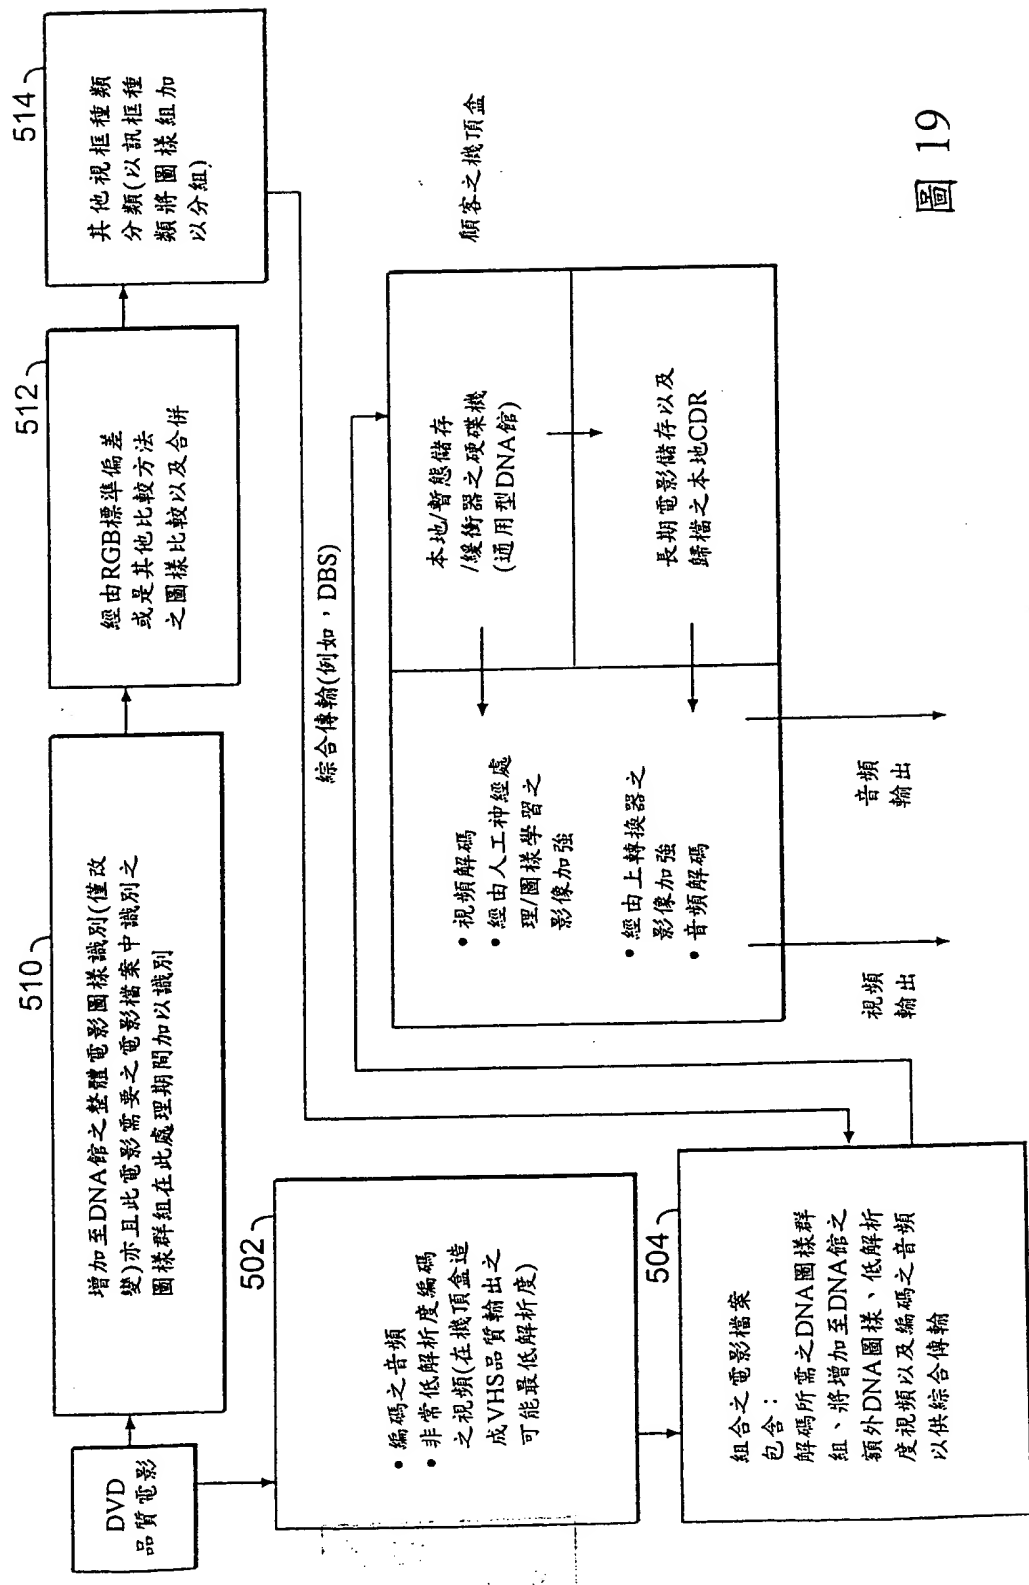 DVD
品質電影
510
增加至DNA館之整體電影圖樣識別(僅改
變)亦且此電影需要之電影檔案中識別之
圖樣群組在此處理期間加以識別
512
經由RGB標準偏差
或是其他比較方法
之圖樣比較以及合併
514
其他視框種類
分類(以訊框種
類將圖樣組加
以分組)
502
• 編碼之音頻
• 非常低解析度編碼
之視頻(在機頂盒造
成VHS品質輸出之
可能最低解析度)
504
組合之電影檔案
包含：
解碼所需之DNA圖樣群
組、將增加至DNA館之
額外DNA圖樣、低解析
度視頻以及編碼之音頻
以供綜合傳輸
綜合傳輸(例如，DBS)
顧客之機頂盒
本地/暫態儲存
/緩衝器之硬碟機
(通用型DNA館)
長期電影儲存以及
歸檔之本地CDR
• 視頻解碼
• 經由人工神經處
理/圖樣學習之
影像加強
• 經由上轉換器之
影像加強
• 音頻解碼
視頻
輸出
音頻
輸出
圖 19